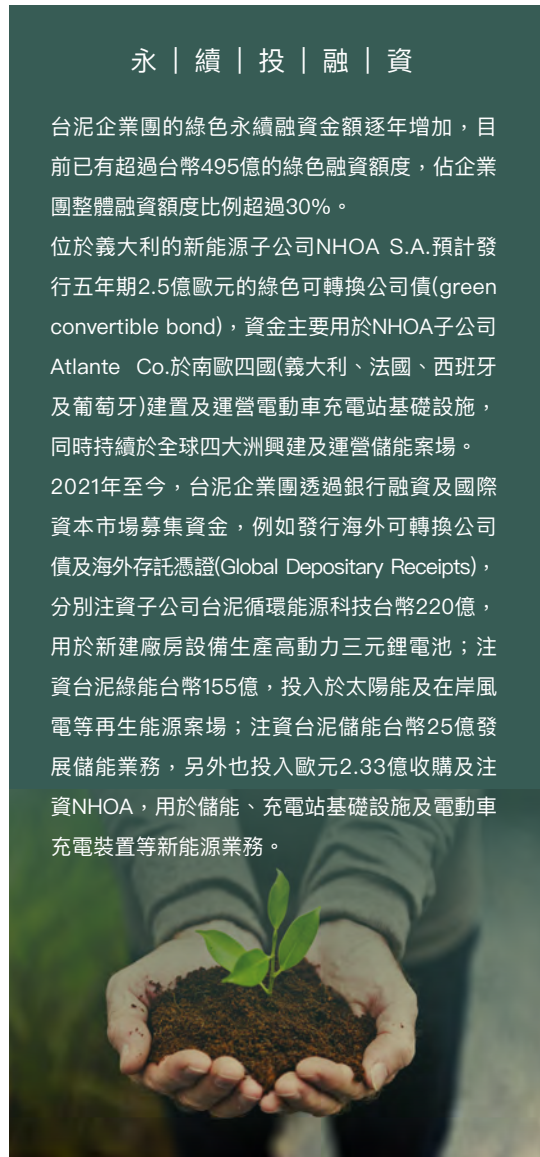 永｜續｜投｜融｜資
台泥企業團的綠色永續融資金額逐年增加，目
前已有超過台幣495億的綠色融資額度，佔企業
團整體融資額度比例超過30%。
位於義大利的新能源子公司NHOA S.A.預計發
行五年期2.5億歐元的綠色可轉換公司債(green
convertible bond)，資金主要用於NHOA子公司
Atlante Co.於南歐四國(義大利、法國、西班牙
及葡萄牙)建置及運營電動車充電站基礎設施，
同時持續於全球四大洲興建及運營儲能案場。
2021年至今，台泥企業團透過銀行融資及國際
資本市場募集資金，例如發行海外可轉換公司
債及海外存託憑證(Global Depositary Receipts)，
分別注資子公司台泥循環能源科技台幣220億，
用於新建廠房設備生產高動力三元鋰電池；注
資台泥綠能台幣155億，投入於太陽能及在岸風
電等再生能源案場；注資台泥儲能台幣25億發
展儲能業務，另外也投入歐元2.33億收購及注
資NHOA，用於儲能、充電站基礎設施及電動車
充電裝置等新能源業務。